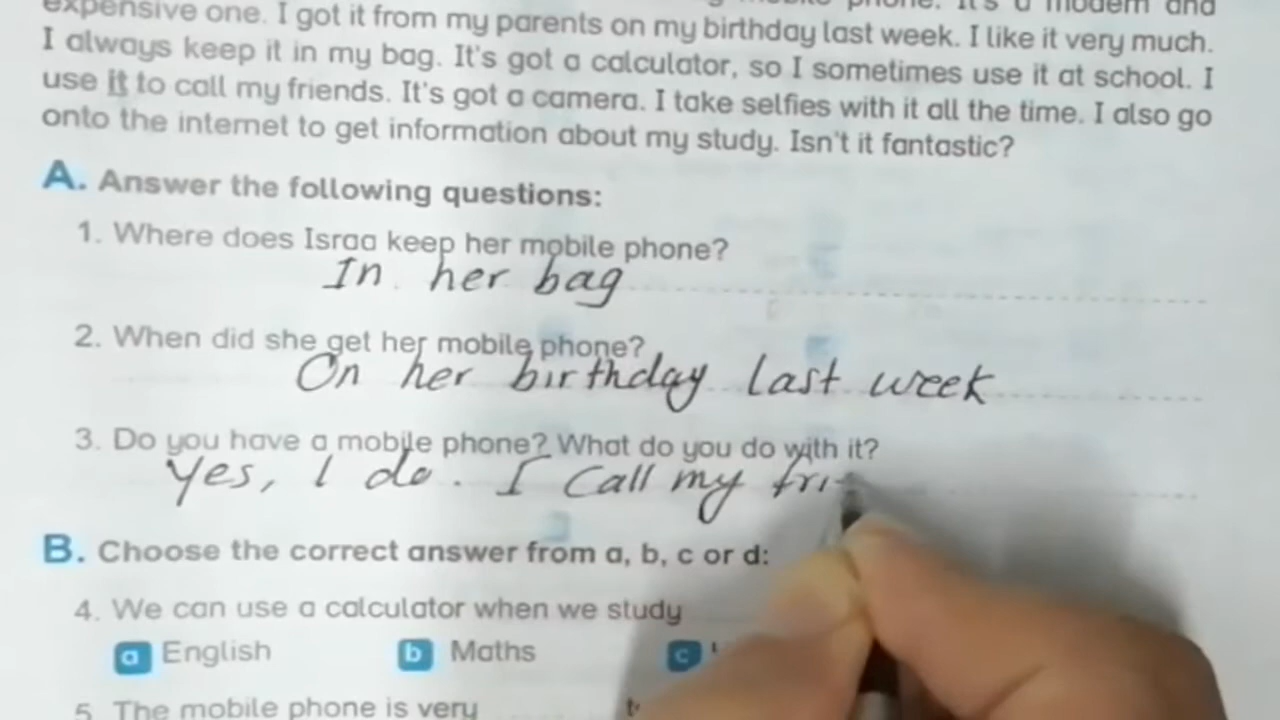 expensive one. I got it from my parents on my birthday last week. I like it very much.
I always keep it in my bag. It's got a calculator, so I sometimes use it at school. I
use it to call my friends. It's got a camera. I take selfies with it all the time. I also go
onto the internet to get information about my study. Isn't it fantastic?
A. Answer the following questions:
1. Where does Israa keep her mobile phone?
In her bag
2. When did she get her mobile phone?
On her birthday last week
3. Do you have a mobile phone? What do you do with it?
Yes, I do. I Call my fri
B. Choose the correct answer from a, b, c or d:
4. We can use a calculator when we study
a English b Maths c
5. The mobile phone is very